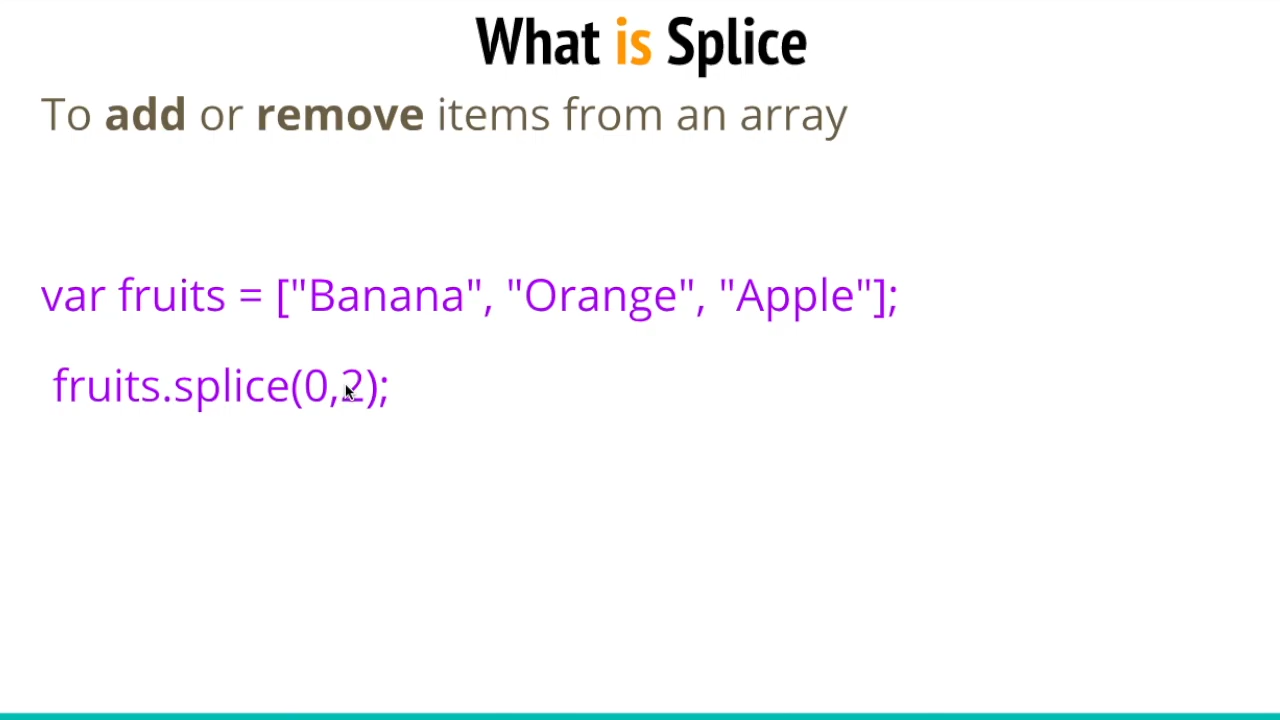 What is Splice
To add or remove items from an array
var fruits = ["Banana", "Orange", "Apple"];
fruits.splice(0,2);